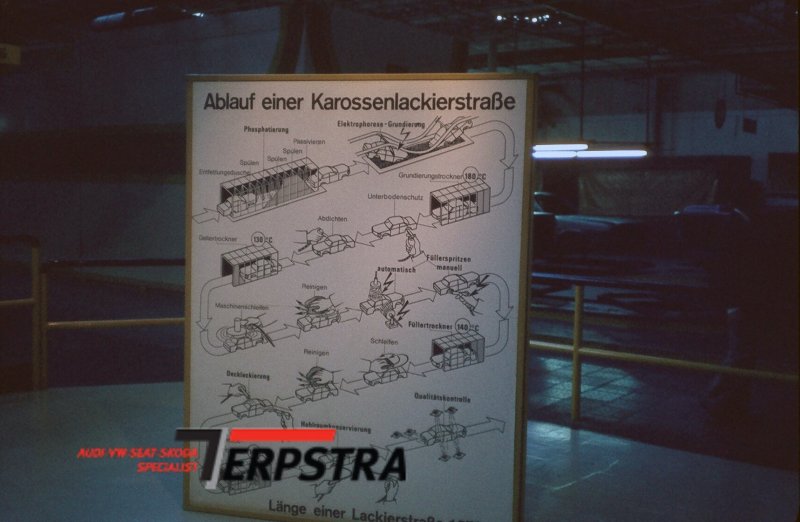 Ablauf einer Karossenlackierstraße
Elektrophorese-Grundierung
Phosphatierung
Passivieren
Spülen
Spülen
Spülen
Entfettungsdusche
Grundierungstrockner 180°C
Unterbodenschutz
Abdichten
Geliertrockner 130°C
Füllerspritzen
automatisch manuell
Reinigen
Maschinenschleifen
Füllertrockner 140°C
Schleifen
Reinigen
Decklackierung
Qualitätskontrolle
Hohlraumkonservierung
AUDI VW SEAT SKODA
SPECIALIST
TERPSTRA
Länge einer Lackierstraße